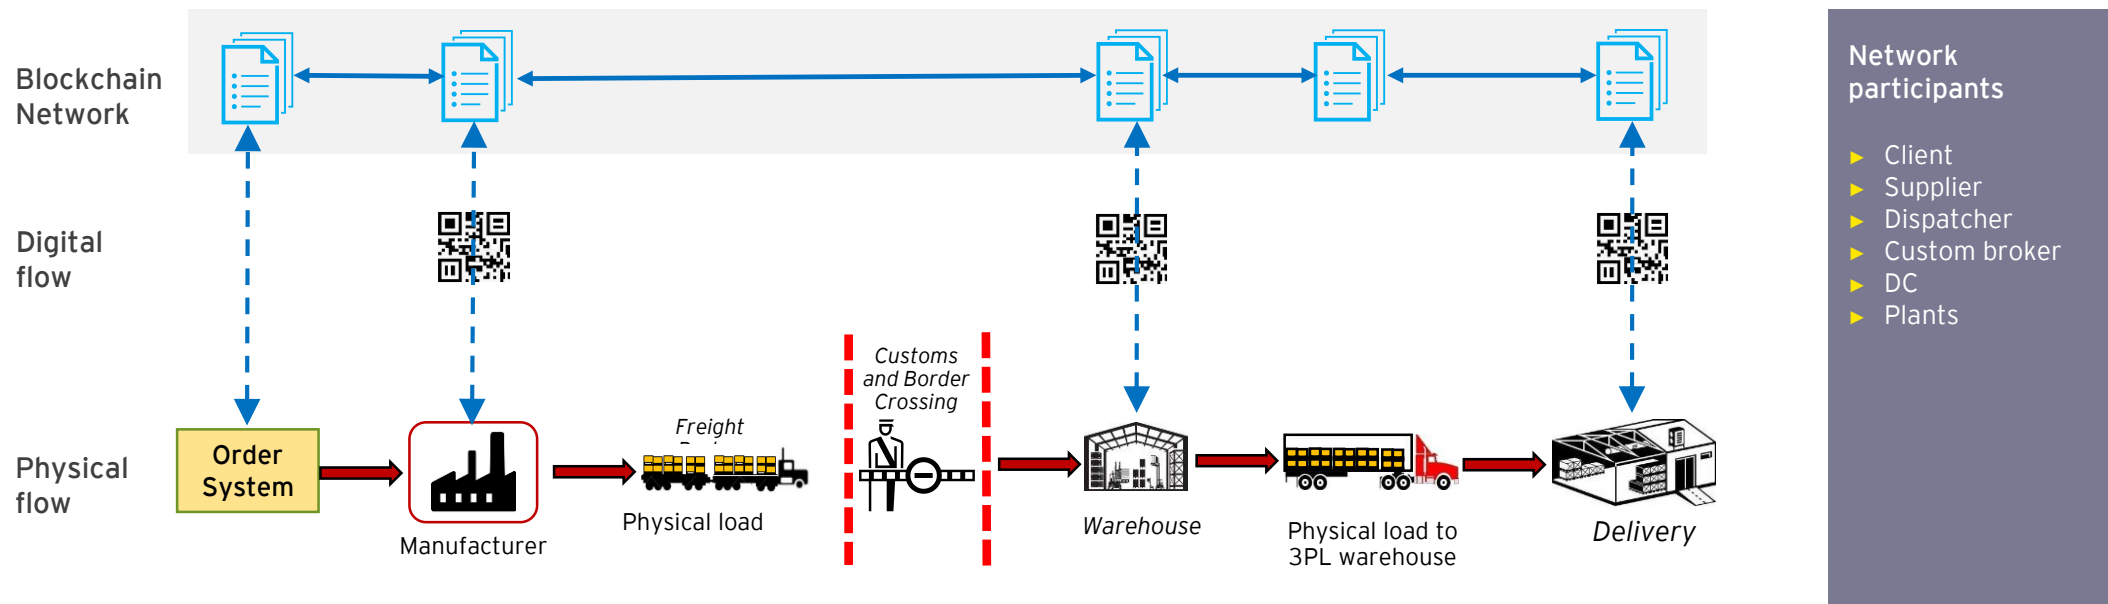 Blockchain
Network
Digital
flow
Physical
flow
Order
System
Manufacturer
Freight
Physical load
Customs
and Border
Crossing
Warehouse
Physical load to
3PL warehouse
Delivery
Network
participants
► Client
► Supplier
► Dispatcher
► Custom broker
► DC
► Plants